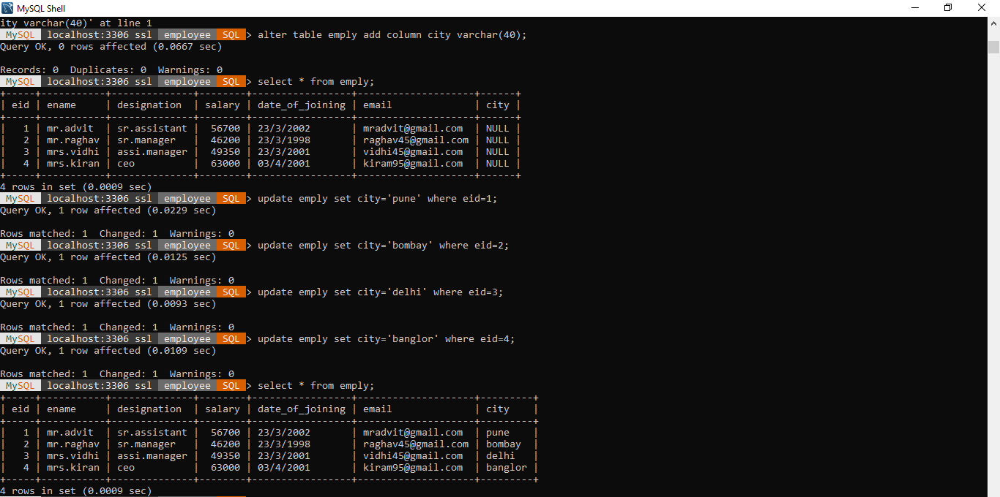 MySQL Shell
ity varchar(40)' at line 1
MySQL localhost:3306 ssl employee SQL > alter table emply add column city varchar(40);
Query OK, 0 rows affected (0.0667 sec)

Records: 0  Duplicates: 0  Warnings: 0
MySQL localhost:3306 ssl employee SQL > select * from emply;
+-----+-----------+--------------+--------+-----------------+--------------------+------+
| eid | ename     | designation  | salary | date_of_joining | email              | city |
+-----+-----------+--------------+--------+-----------------+--------------------+------+
|   1 | mr.advit  | sr.assistant |  56700 | 23/3/2002       | mradvit@gmail.com  | NULL |
|   2 | mr.raghav | sr.manager   |  46200 | 23/3/1998       | raghav45@gmail.com | NULL |
|   3 | mrs.vidhi | assi.manager |  49350 | 23/3/2001       | vidhi45@gmail.com  | NULL |
|   4 | mrs.kiran | ceo          |  63000 | 03/4/2001       | kiram95@gmail.com  | NULL |
+-----+-----------+--------------+--------+-----------------+--------------------+------+
4 rows in set (0.0009 sec)
MySQL localhost:3306 ssl employee SQL > update emply set city='pune' where eid=1;
Query OK, 1 row affected (0.0229 sec)

Rows matched: 1  Changed: 1  Warnings: 0
MySQL localhost:3306 ssl employee SQL > update emply set city='bombay' where eid=2;
Query OK, 1 row affected (0.0125 sec)

Rows matched: 1  Changed: 1  Warnings: 0
MySQL localhost:3306 ssl employee SQL > update emply set city='delhi' where eid=3;
Query OK, 1 row affected (0.0093 sec)

Rows matched: 1  Changed: 1  Warnings: 0
MySQL localhost:3306 ssl employee SQL > update emply set city='banglor' where eid=4;
Query OK, 1 row affected (0.0109 sec)

Rows matched: 1  Changed: 1  Warnings: 0
MySQL localhost:3306 ssl employee SQL > select * from emply;
+-----+-----------+--------------+--------+-----------------+--------------------+---------+
| eid | ename     | designation  | salary | date_of_joining | email              | city    |
+-----+-----------+--------------+--------+-----------------+--------------------+---------+
|   1 | mr.advit  | sr.assistant |  56700 | 23/3/2002       | mradvit@gmail.com  | pune    |
|   2 | mr.raghav | sr.manager   |  46200 | 23/3/1998       | raghav45@gmail.com | bombay  |
|   3 | mrs.vidhi | assi.manager |  49350 | 23/3/2001       | vidhi45@gmail.com  | delhi   |
|   4 | mrs.kiran | ceo          |  63000 | 03/4/2001       | kiram95@gmail.com  | banglor |
+-----+-----------+--------------+--------+-----------------+--------------------+---------+
4 rows in set (0.0009 sec)